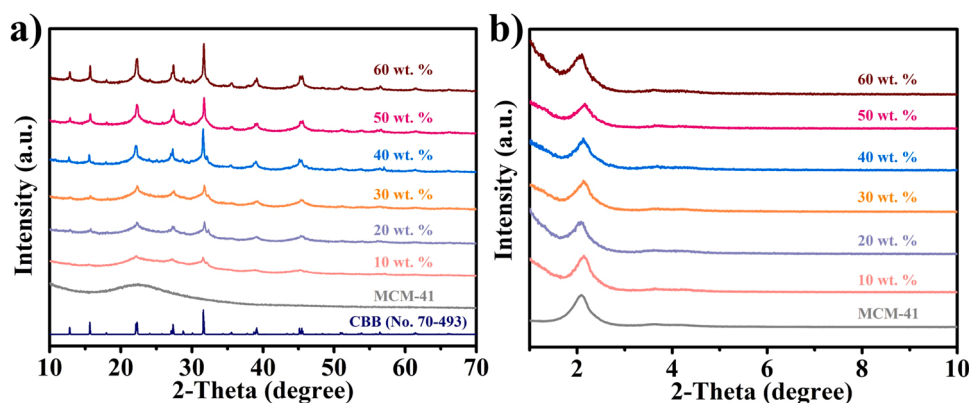 a)
Intensity (a.u.)
60 wt. %
50 wt. %
40 wt. %
30 wt. %
20 wt. %
10 wt. %
MCM-41
CBB (No. 70-493)
10 20 30 40 50 60 70
2-Theta (degree)
b)
Intensity (a.u.)
60 wt. %
50 wt. %
40 wt. %
30 wt. %
20 wt. %
10 wt. %
MCM-41
2 4 6 8 10
2-Theta (degree)